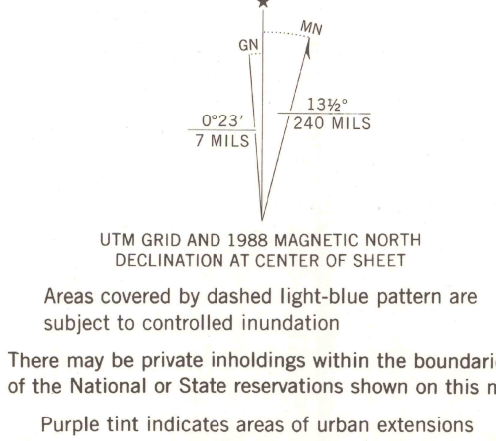 MN
GN
13½°
240 MILS
0°23′
7 MILS
UTM GRID AND 1988 MAGNETIC NORTH
DECLINATION AT CENTER OF SHEET
Areas covered by dashed light-blue pattern are
subject to controlled inundation
There may be private inholdings within the boundari
of the National or State reservations shown on this m
Purple tint indicates areas of urban extensions